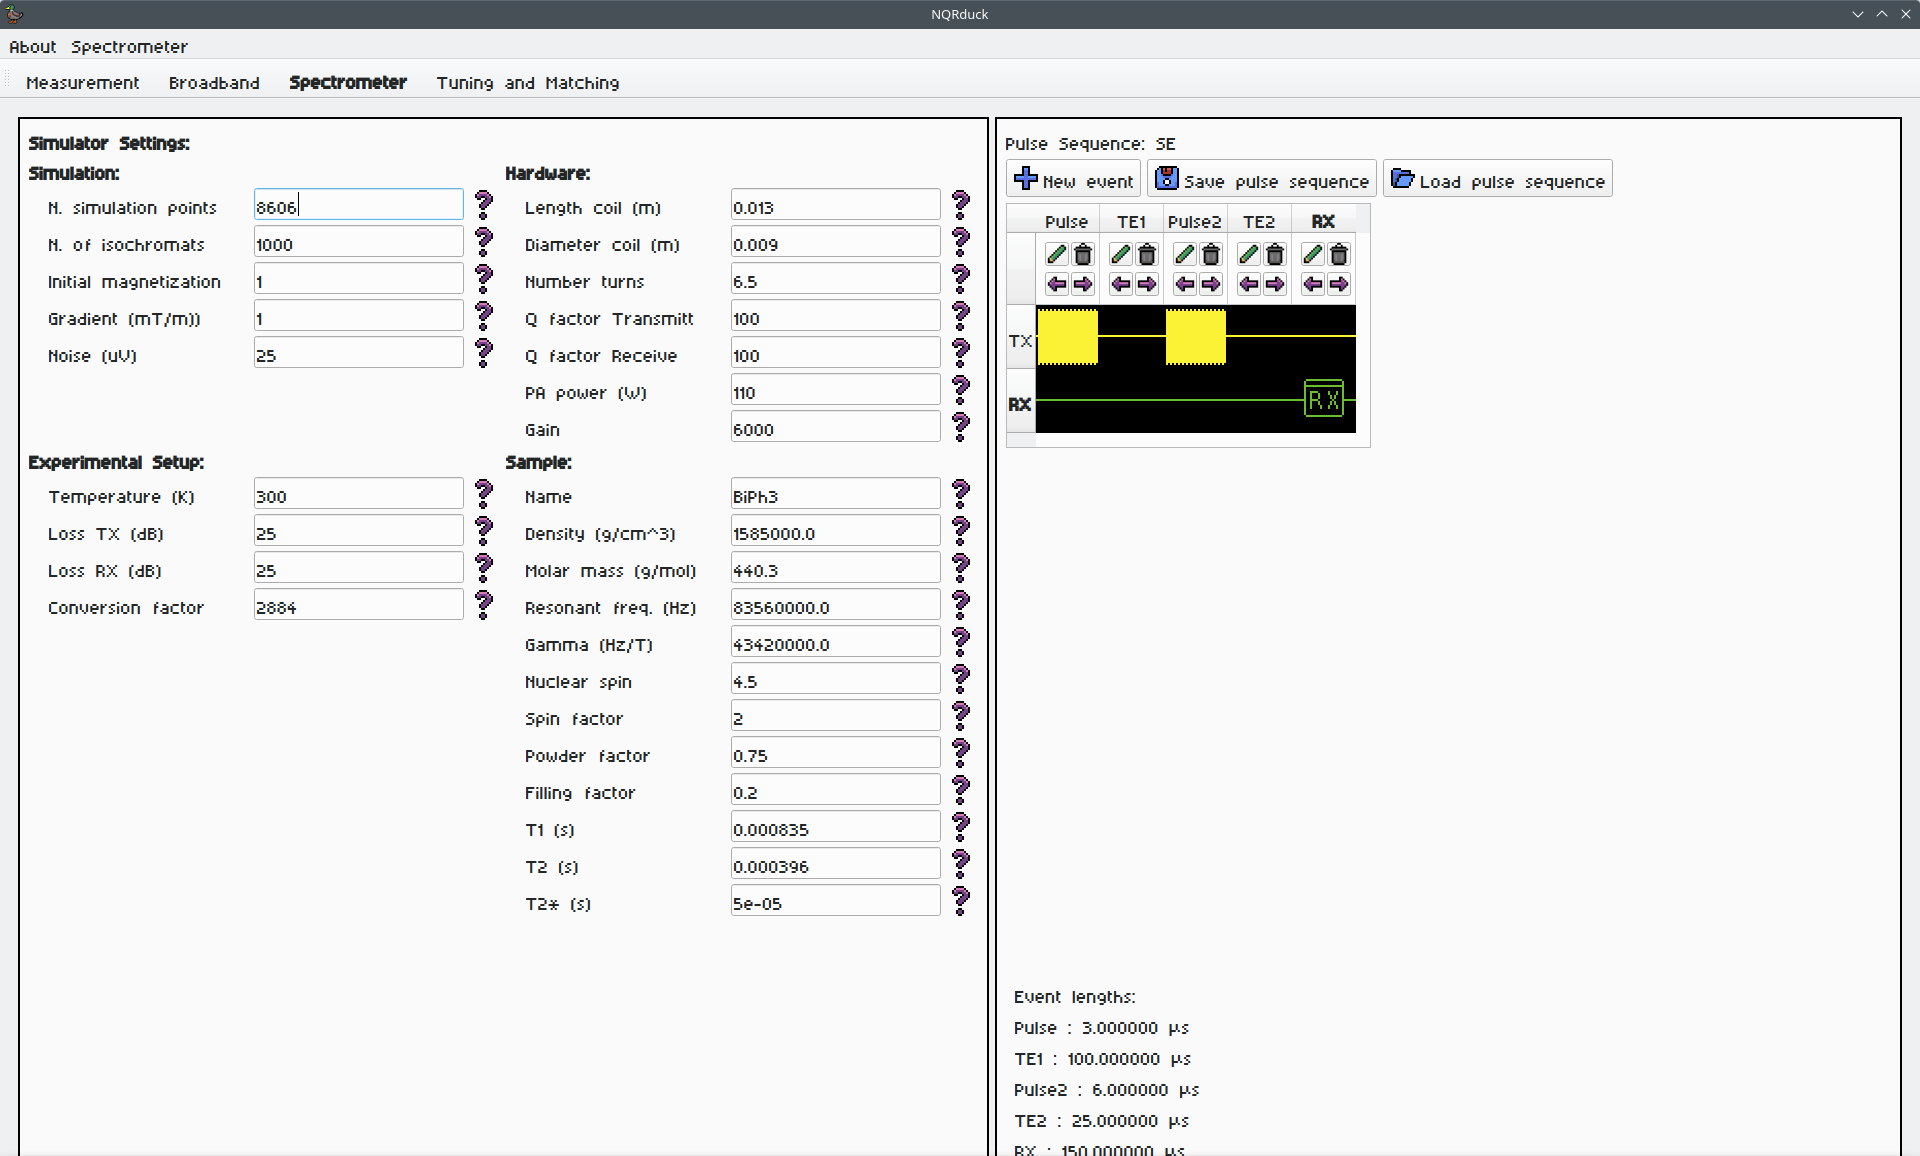 NQRduck
About Spectrometer
Measurement Broadband Spectrometer Tuning and Matching
Simulator Settings:
Simulation:
N. simulation points 8606
N. of isochromats 1000
Initial magnetization 1
Gradient (mT/m)) 1
Noise (uV) 25
Hardware:
Length coil (m) 0.013
Diameter coil (m) 0.009
Number turns 6.5
Q factor Transmitt 100
Q factor Receive 100
PA power (W) 110
Gain 6000
Experimental Setup:
Temperature (K) 300
Loss TX (dB) 25
Loss RX (dB) 25
Conversion factor 2884
Sample:
Name BiPh3
Density (g/cm^3) 1585000.0
Molar mass (g/mol) 440.3
Resonant freq. (Hz) 83560000.0
Gamma (Hz/T) 43420000.0
Nuclear spin 4.5
Spin factor 2
Powder factor 0.75
Filling factor 0.2
T1 (s) 0.000835
T2 (s) 0.000396
T2* (s) 5e-05
Pulse Sequence: SE
New event Save pulse sequence Load pulse sequence
Pulse TE1 Pulse2 TE2 RX
TX
RX RX
Event lengths:
Pulse : 3.000000 µs
TE1 : 100.000000 µs
Pulse2 : 6.000000 µs
TE2 : 25.000000 µs
RX : 150.000000 µs